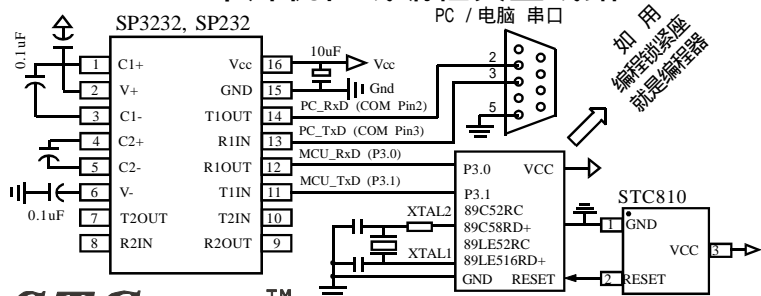 SP3232, SP232
PC / 电脑 串口
如 用
编程锁紧座
就是编程器
0.1uF
10uF
1 C1+
Vcc 16
Vcc
2 V+
GND 15
Gnd
3 C1-
T1OUT 14
PC_RxD (COM Pin2)
4 C2+
R1IN 13
PC_TxD (COM Pin3)
5 C2-
R1OUT 12
MCU_RxD (P3.0)
6 V-
T1IN 11
MCU_TxD (P3.1)
0.1uF
7 T2OUT
T2IN 10
8 R2IN
R2OUT 9
2
3
5
P3.0 VCC
P3.1
89C52RC
89C58RD+
89LE52RC
89LE516RD+
GND RESET
XTAL2
XTAL1
STC810
1 GND
VCC 3
2 RESET
TM